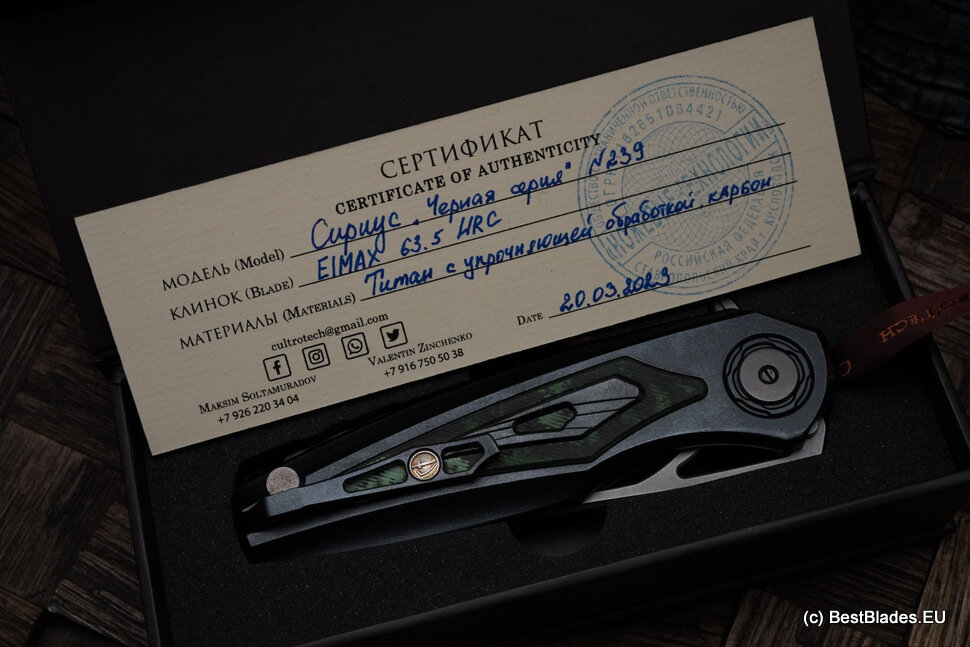 СЕРТИФИКАТ
CERTIFICATE OF AUTHENTICITY
МОДЕЛЬ (Model) Сириус "Черная серия" №239
КЛИНОК (BLADE) ElMAX 63.5 HRC
МАТЕРИАЛЫ (MATERIALS) Титан с упрочняющей обработкой, карбон
DATE 20.03.2023
cultrotech@gmail.com
MAKSIM SOLTAMURADOV
+7 926 220 34 04
VALENTIN ZINCHENKO
+7 916 750 50 38
РОССИЙСКАЯ ФЕДЕРАЦИЯ
(c) BestBlades.EU